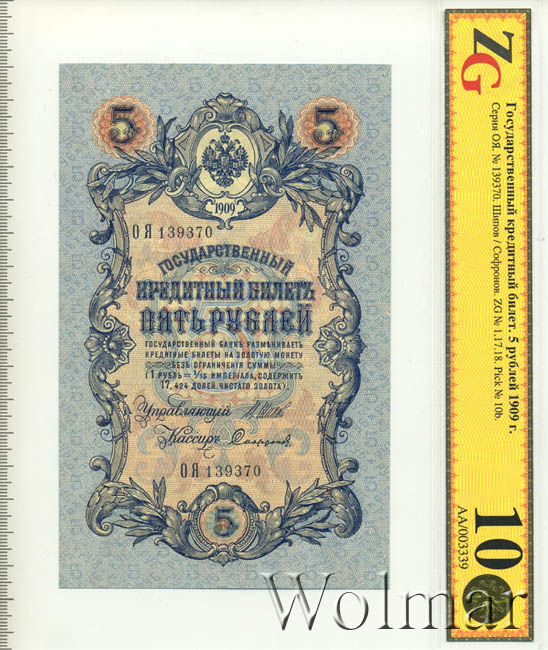 5 5
1909
ОЯ 139370
ГОСУДАРСТВЕННЫЙ
КРЕДИТНЫЙ БИЛЕТЪ
ПЯТЬ РУБЛЕЙ
ГОСУДАРСТВЕННЫЙ БАНКЪ РАЗМѢНИВАЕТЪ
КРЕДИТНЫЕ БИЛЕТЫ НА ЗОЛОТУЮ МОНЕТУ
БЕЗЪ ОГРАНИЧЕНІЯ СУММЫ
(1 РУБЛЬ = 1/15 ИМПЕРІАЛА, СОДЕРЖИТЪ
17,424 ДОЛЕЙ ЧИСТАГО ЗОЛОТА).
Управляющій
Кассиръ
ОЯ 139370
5
ZG
Государственный кредитный билет. 5 рублей 1909 г.
Серия ОЯ. № 139370. Шипов / Софронов. ZG № 1.17.18. Pick № 10b.
10
АА/003339
Wolmar